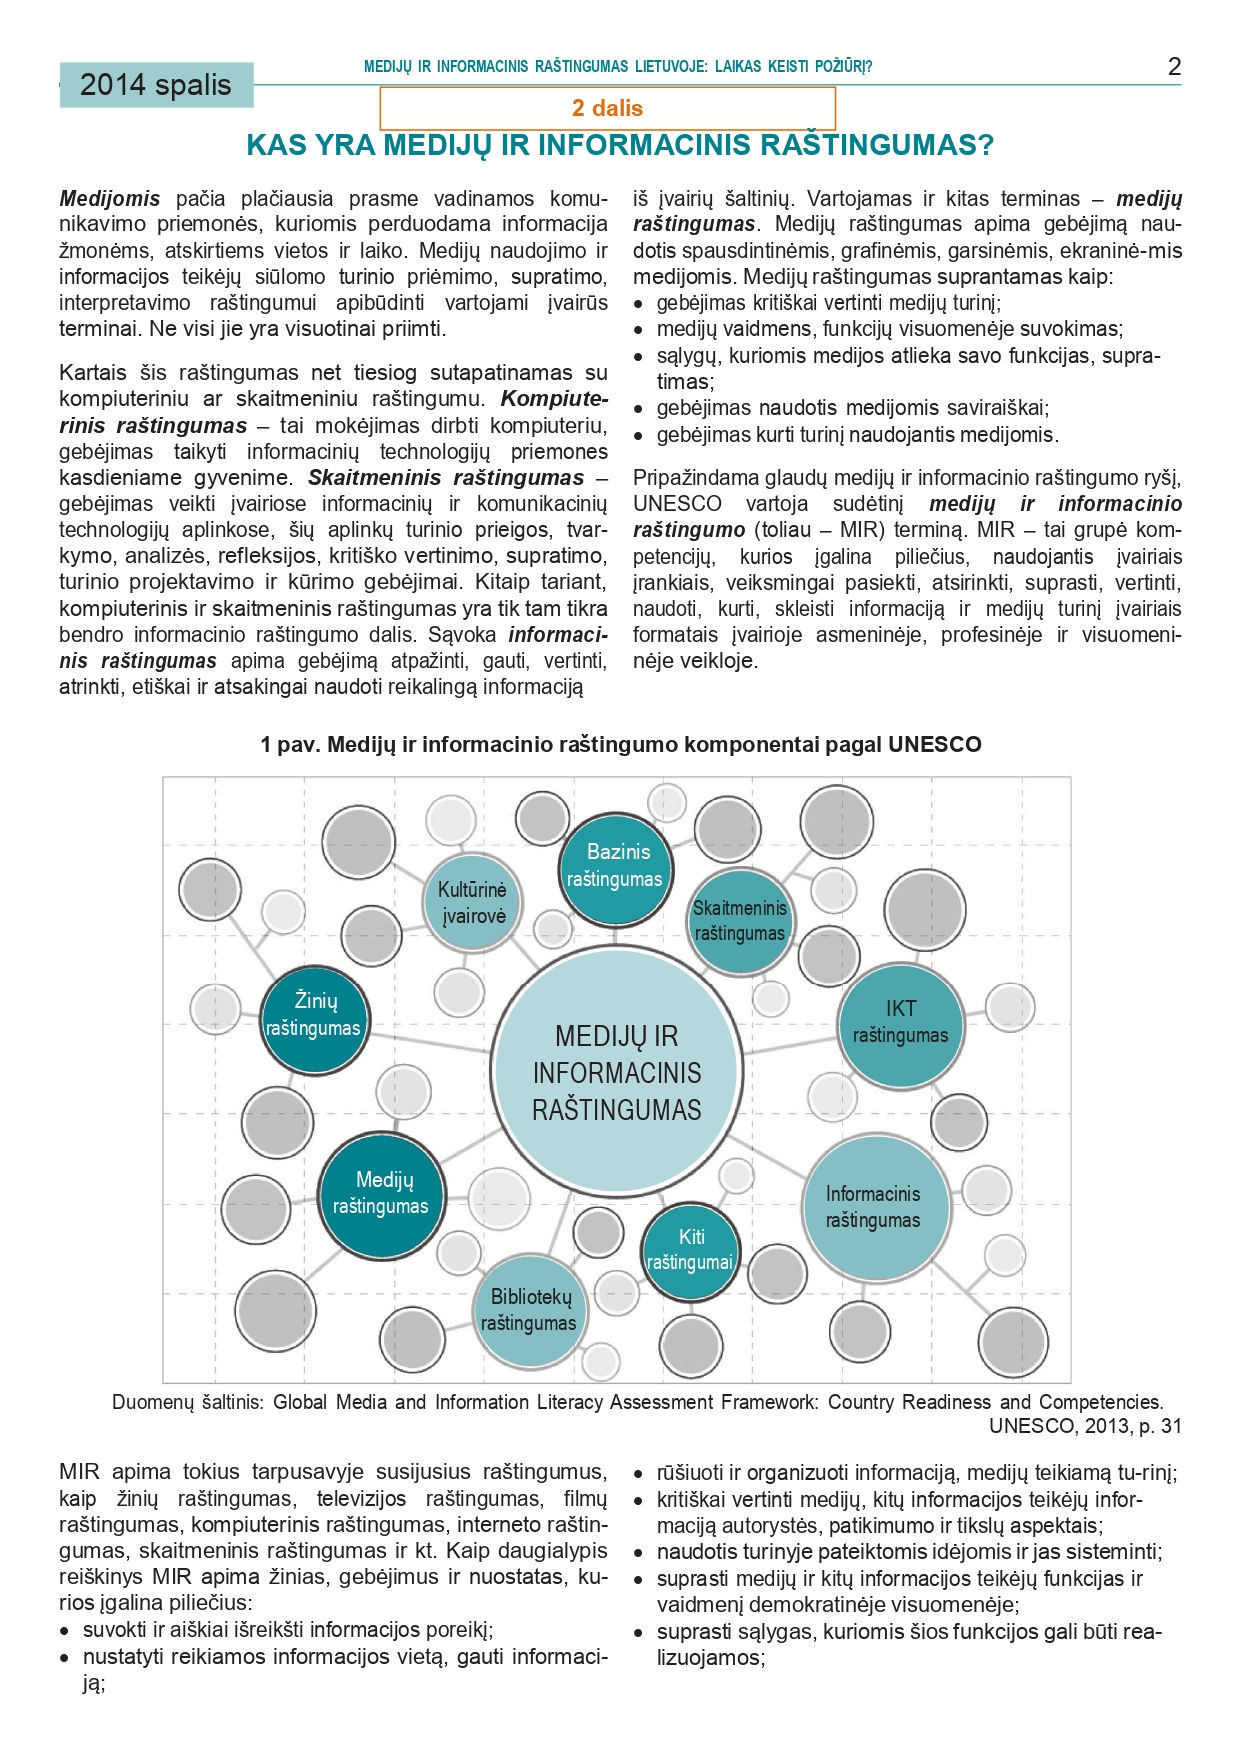 2014 spalis
MEDIJŲ IR INFORMACINIS RAŠTINGUMAS LIETUVOJE: LAIKAS KEISTI POŽIŪRĮ?
2
2 dalis
KAS YRA MEDIJŲ IR INFORMACINIS RAŠTINGUMAS?
Medijomis pačia plačiausia prasme vadinamos komu-
nikavimo priemonės, kuriomis perduodama informacija
žmonėms, atskirtiems vietos ir laiko. Medijų naudojimo ir
informacijos teikėjų siūlomo turinio priėmimo, supratimo,
interpretavimo raštingumui apibūdinti vartojami įvairūs
terminai. Ne visi jie yra visuotinai priimti.
Kartais šis raštingumas net tiesiog sutapatinamas su
kompiuteriniu ar skaitmeniniu raštingumu. Kompiute-
rinis raštingumas – tai mokėjimas dirbti kompiuteriu,
gebėjimas taikyti informacinių technologijų priemones
kasdieniame gyvenime. Skaitmeninis raštingumas –
gebėjimas veikti įvairiose informacinių ir komunikacinių
technologijų aplinkose, šių aplinkų turinio prieigos, tvar-
kymo, analizės, refleksijos, kritiško vertinimo, supratimo,
turinio projektavimo ir kūrimo gebėjimai. Kitaip tariant,
kompiuterinis ir skaitmeninis raštingumas yra tik tam tikra
bendro informacinio raštingumo dalis. Sąvoka informaci-
nis raštingumas apima gebėjimą atpažinti, gauti, vertinti,
atrinkti, etiškai ir atsakingai naudoti reikalingą informaciją
iš įvairių šaltinių. Vartojamas ir kitas terminas – medijų
raštingumas. Medijų raštingumas apima gebėjimą nau-
dotis spausdintinėmis, grafinėmis, garsinėmis, ekraninė-mis
medijomis. Medijų raštingumas suprantamas kaip:
• gebėjimas kritiškai vertinti medijų turinį;
• medijų vaidmens, funkcijų visuomenėje suvokimas;
• sąlygų, kuriomis medijos atlieka savo funkcijas, supra-
timas;
• gebėjimas naudotis medijomis saviraiškai;
• gebėjimas kurti turinį naudojantis medijomis.
Pripažindama glaudų medijų ir informacinio raštingumo ryšį,
UNESCO vartoja sudėtinį medijų ir informacinio
raštingumo (toliau – MIR) terminą. MIR – tai grupė kom-
petencijų, kurios įgalina piliečius, naudojantis įvairiais
įrankiais, veiksmingai pasiekti, atsirinkti, suprasti, vertinti,
naudoti, kurti, skleisti informaciją ir medijų turinį įvairiais
formatais įvairioje asmeninėje, profesinėje ir visuomeni-
nėje veikloje.
1 pav. Medijų ir informacinio raštingumo komponentai pagal UNESCO
Bazinis
raštingumas
Kultūrinė
įvairovė
Skaitmeninis
raštingumas
Žinių
raštingumas
IKT
raštingumas
MEDIJŲ IR
INFORMACINIS
RAŠTINGUMAS
Medijų
raštingumas
Informacinis
raštingumas
Kiti
raštingumai
Bibliotekų
raštingumas
Duomenų šaltinis: Global Media and Information Literacy Assessment Framework: Country Readiness and Competencies.
UNESCO, 2013, p. 31
MIR apima tokius tarpusavyje susijusius raštingumus,
kaip žinių raštingumas, televizijos raštingumas, filmų
raštingumas, kompiuterinis raštingumas, interneto raštin-
gumas, skaitmeninis raštingumas ir kt. Kaip daugialypis
reiškinys MIR apima žinias, gebėjimus ir nuostatas, ku-
rios įgalina piliečius:
• suvokti ir aiškiai išreikšti informacijos poreikį;
• nustatyti reikiamos informacijos vietą, gauti informaci-
ją;
• rūšiuoti ir organizuoti informaciją, medijų teikiamą tu-rinį;
• kritiškai vertinti medijų, kitų informacijos teikėjų infor-
maciją autorystės, patikimumo ir tikslų aspektais;
• naudotis turinyje pateiktomis idėjomis ir jas sisteminti;
• suprasti medijų ir kitų informacijos teikėjų funkcijas ir
vaidmenį demokratinėje visuomenėje;
• suprasti sąlygas, kuriomis šios funkcijos gali būti rea-
lizuojamos;